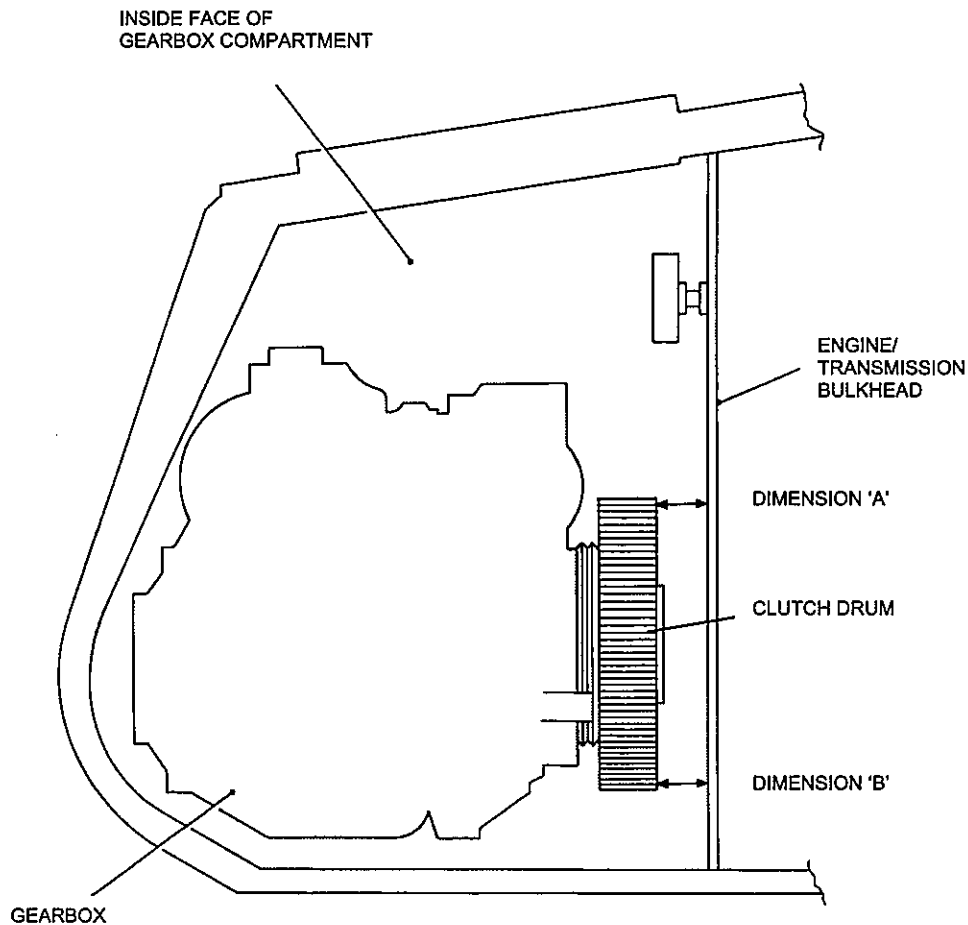 INSIDE FACE OF
GEARBOX COMPARTMENT
ENGINE/
TRANSMISSION
BULKHEAD
DIMENSION 'A'
CLUTCH DRUM
DIMENSION 'B'
GEARBOX